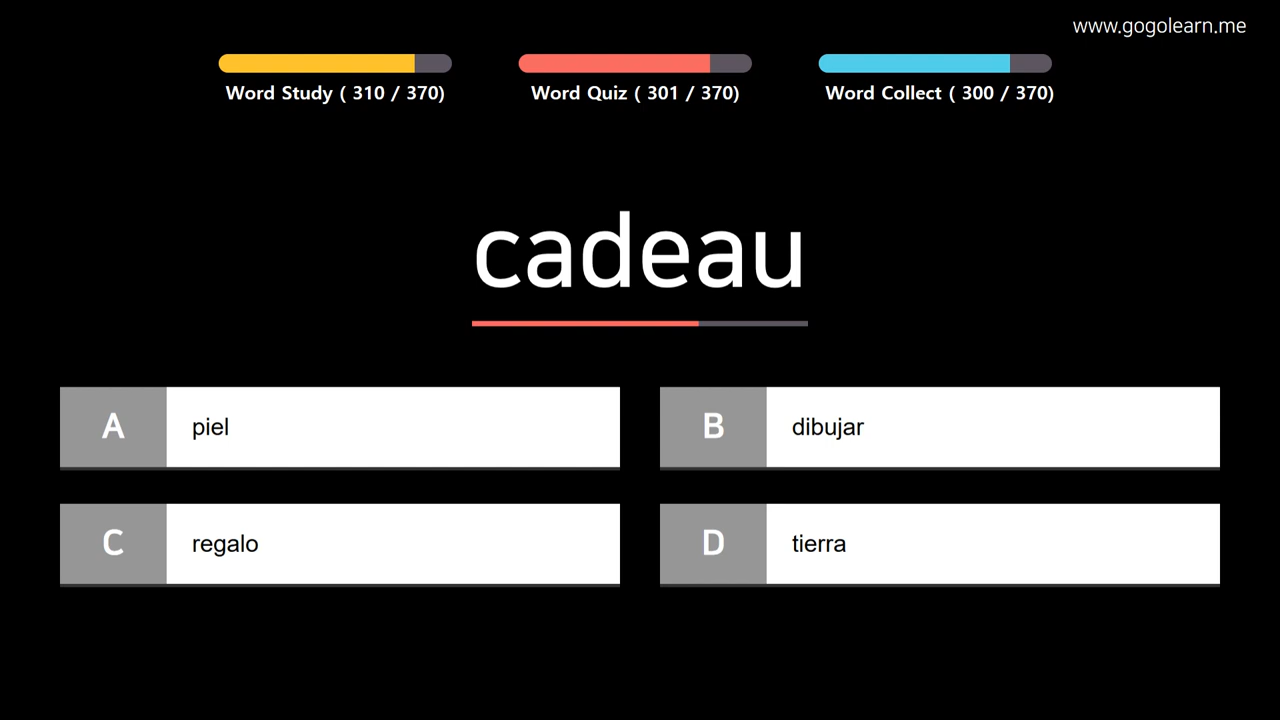 www.gogolearn.me
Word Study ( 310 / 370)
Word Quiz ( 301 / 370)
Word Collect ( 300 / 370)
cadeau
A piel
B dibujar
C regalo
D tierra